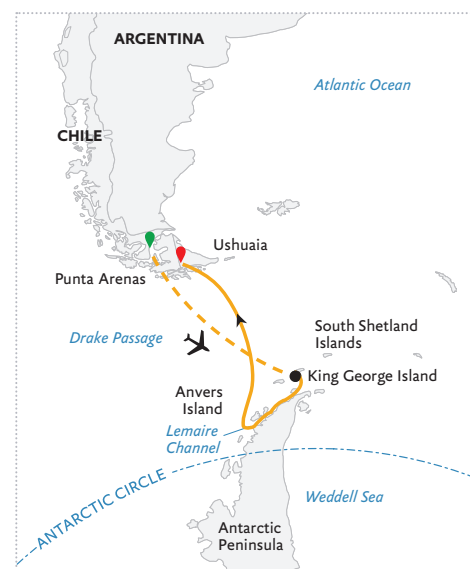 ARGENTINA
Atlantic Ocean
CHILE
Ushuaia
Punta Arenas
Drake Passage
South Shetland
Islands
King George Island
Anvers
Island
Lemaire
Channel
ANTARCTIC CIRCLE
Weddell Sea
Antarctic
Peninsula